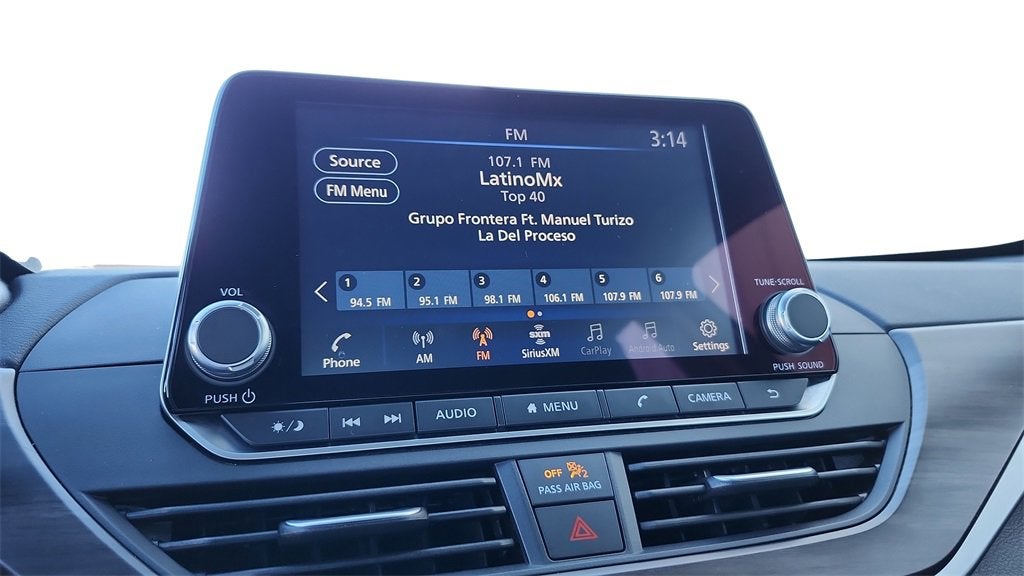 FM
3:14
Source
FM Menu
107.1 FM
LatinoMx
Top 40
Grupo Frontera Ft. Manuel Turizo
La Del Proceso
1 2 3 4 5 6
94.5 FM 95.1 FM 98.1 FM 106.1 FM 107.9 FM 107.9 FM
Phone
AM
FM
sxm
SiriusXM
CarPlay
Android Auto
Settings
VOL
PUSH
TUNE·SCROLL
PUSH SOUND
AUDIO
MENU
CAMERA
OFF 2
PASS AIR BAG